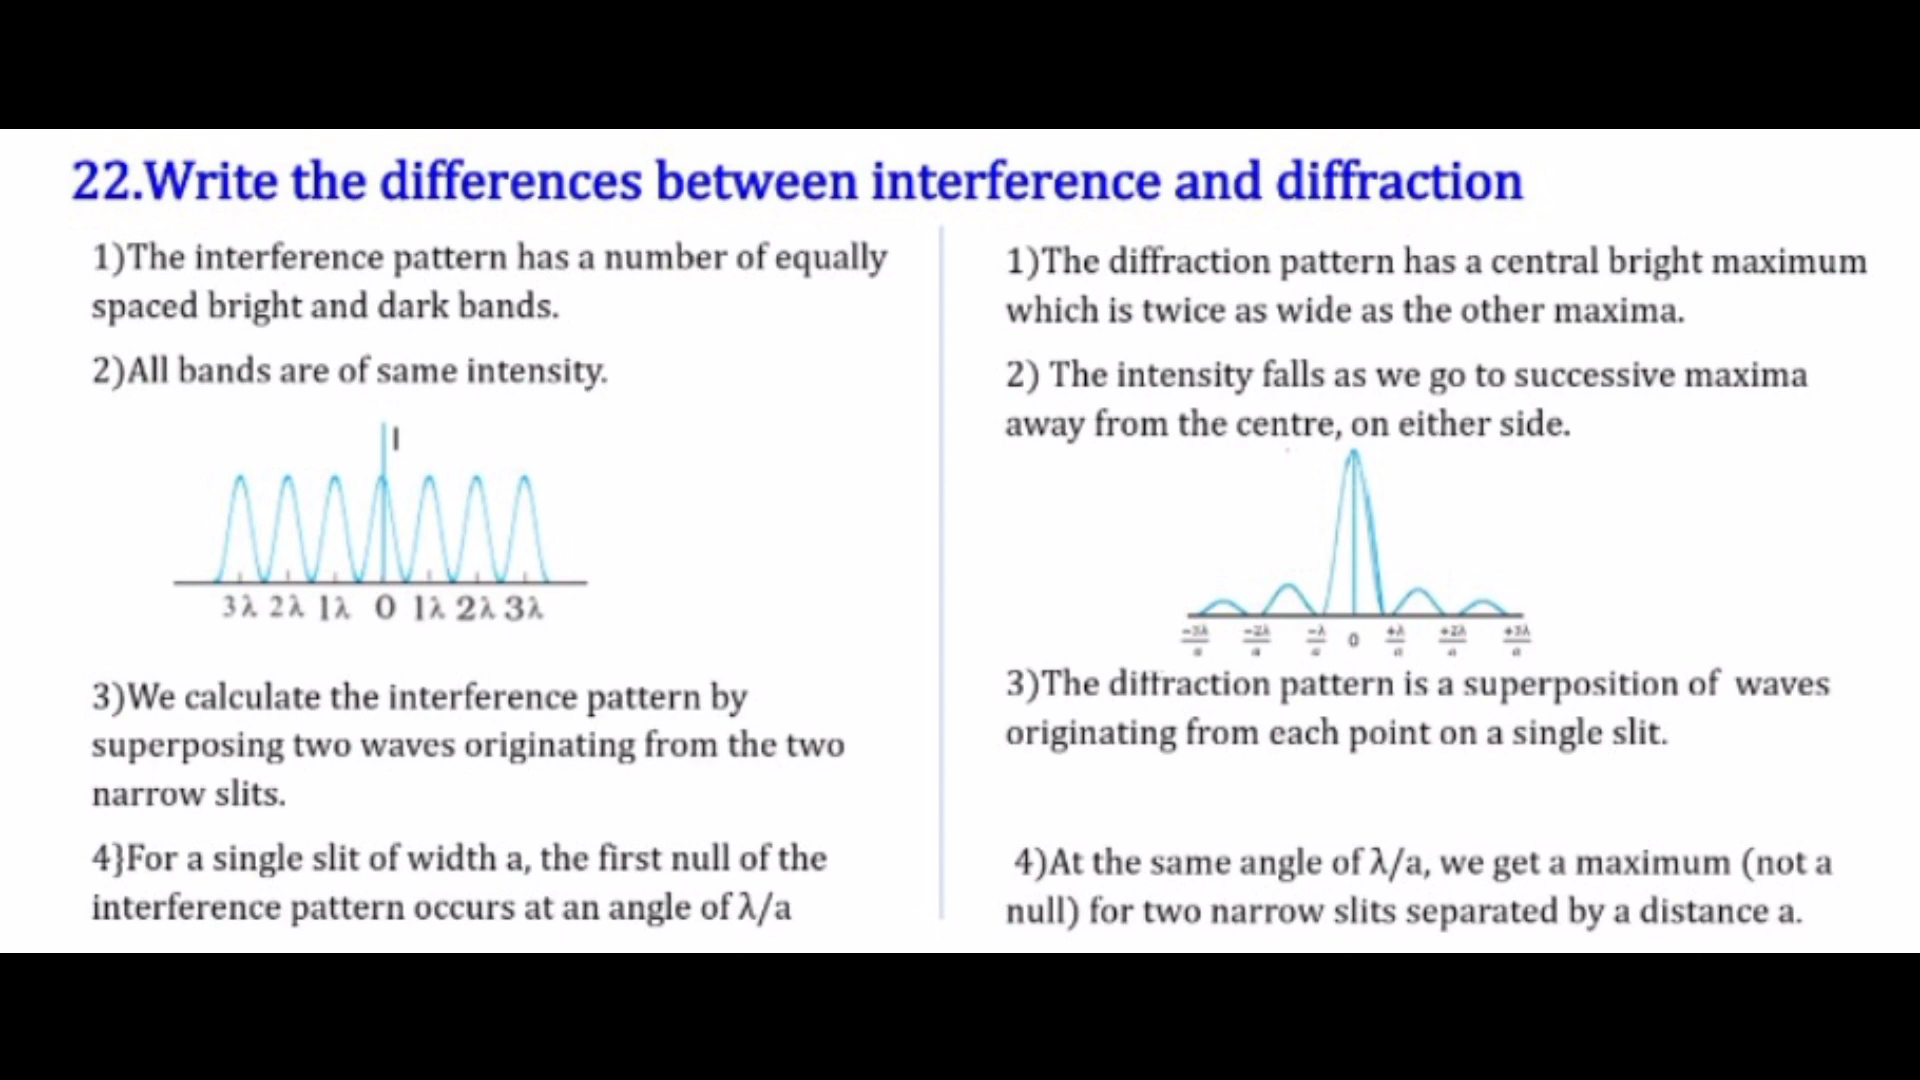 22.Write the differences between interference and diffraction
1)The interference pattern has a number of equally
spaced bright and dark bands.
2)All bands are of same intensity.
I
3λ 2λ 1λ 0 1λ 2λ 3λ
3)We calculate the interference pattern by
superposing two waves originating from the two
narrow slits.
4}For a single slit of width a, the first null of the
interference pattern occurs at an angle of λ/a
1)The diffraction pattern has a central bright maximum
which is twice as wide as the other maxima.
2) The intensity falls as we go to successive maxima
away from the centre, on either side.
-3λ/a -2λ/a -λ/a 0 +λ/a +2λ/a +3λ/a
3)The diffraction pattern is a superposition of waves
originating from each point on a single slit.
4)At the same angle of λ/a, we get a maximum (not a
null) for two narrow slits separated by a distance a.